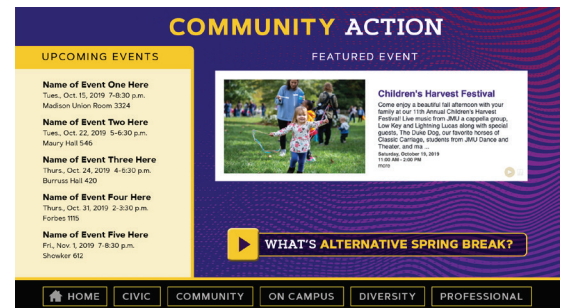 COMMUNITY ACTION
UPCOMING EVENTS
Name of Event One Here
Tues., Oct. 15, 2019 7-8:30 p.m.
Madison Union Room 3324
Name of Event Two Here
Tues., Oct. 22, 2019 5-6:30 p.m.
Maury Hall 546
Name of Event Three Here
Thurs., Oct. 24, 2019 4-6:30 p.m.
Burruss Hall 420
Name of Event Four Here
Thurs., Oct. 31, 2019 2-3:30 p.m.
Forbes 1115
Name of Event Five Here
Fri., Nov. 1, 2019 7-8:30 p.m.
Showker 612
FEATURED EVENT
Children's Harvest Festival
Come enjoy a beautiful fall afternoon with your
family at our 11th Annual Children's Harvest
Festival! Live music from JMU a cappella group,
Low Key and Lightning Lucas along with special
guests, The Duke Dog, our favorite horses of
Classic Carriage, students from JMU Dance and
Theater, and ma ...
Saturday, October 19, 2019
11:00 AM - 2:00 PM
more
WHAT'S ALTERNATIVE SPRING BREAK?
HOME
CIVIC
COMMUNITY
ON CAMPUS
DIVERSITY
PROFESSIONAL